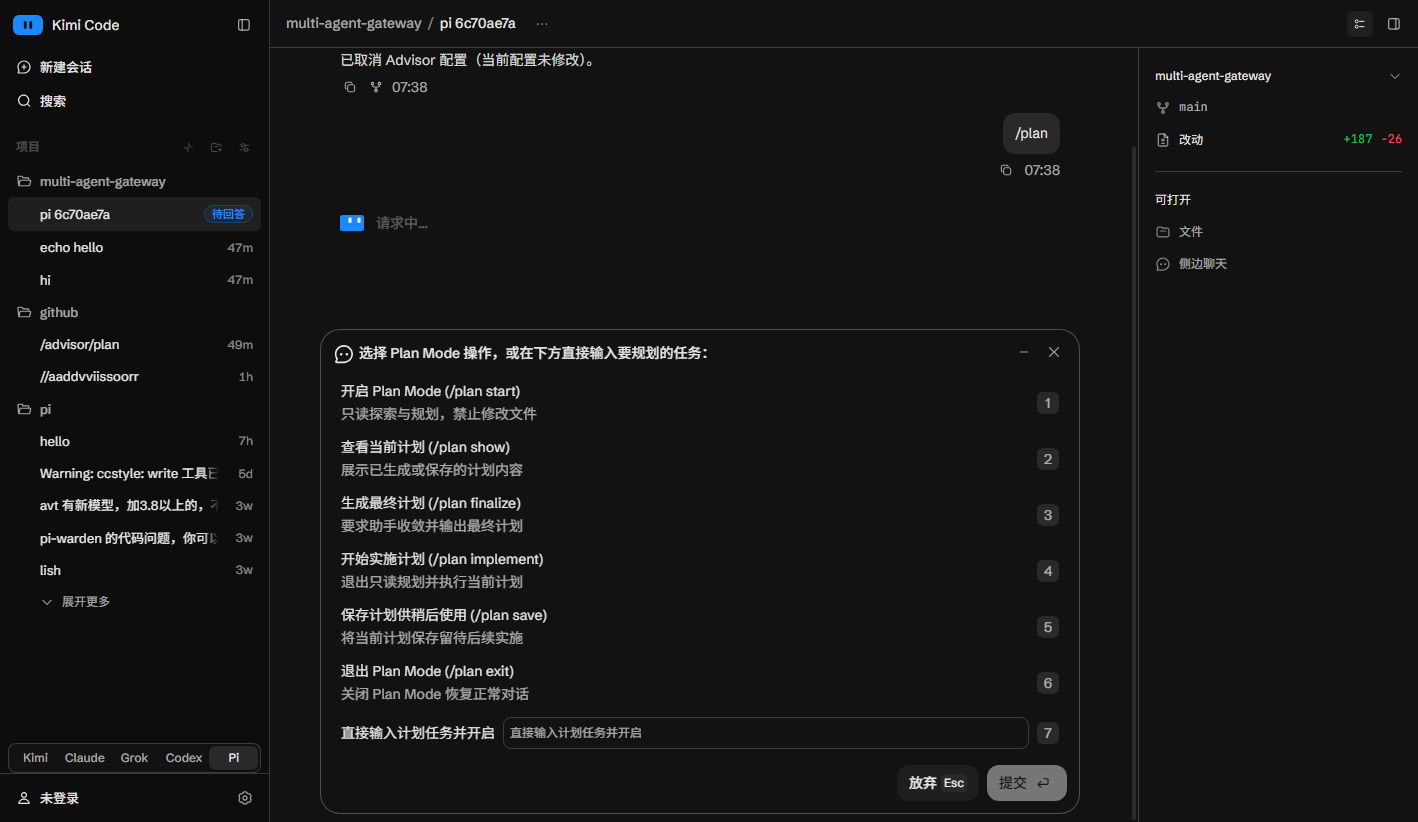 Kimi Code
新建会话
搜索
项目
multi-agent-gateway
pi 6c70ae7a 待回答
echo hello 47m
hi 47m
github
/advisor/plan 49m
//aaddvviissoorr 1h
pi
hello 7h
Warning: ccstyle: write 工具已 5d
avt 有新模型，加3.8以上的， 3w
pi-warden 的代码问题，你可以 3w
lish 3w
展开更多
Kimi Claude Grok Codex Pi
未登录
multi-agent-gateway / pi 6c70ae7a ...
已取消 Advisor 配置（当前配置未修改）。
07:38
/plan
07:38
请求中...
选择 Plan Mode 操作，或在下方直接输入要规划的任务：
开启 Plan Mode (/plan start)
只读探索与规划，禁止修改文件
1
查看当前计划 (/plan show)
展示已生成或保存的计划内容
2
生成最终计划 (/plan finalize)
要求助手收敛并输出最终计划
3
开始实施计划 (/plan implement)
退出只读规划并执行当前计划
4
保存计划供稍后使用 (/plan save)
将当前计划保存留待后续实施
5
退出 Plan Mode (/plan exit)
关闭 Plan Mode 恢复正常对话
6
直接输入计划任务并开启 直接输入计划任务并开启 7
放弃 Esc 提交
multi-agent-gateway
main
改动 +187 -26
可打开
文件
侧边聊天